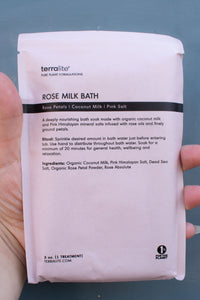 terralite®
PURE PLANT FORMULATIONS
ROSE MILK BATH
Rose Petals | Coconut Milk | Pink Salt
A deeply nourishing bath soak made with organic coconut milk
and Pink Himalayan mineral salts infused with rose oils and finely
ground petals.
Ritual: Sprinkle desired amount in bath water just before entering
tub. Use hand to distribute throughout bath water. Soak for a
minimum of 20 minutes for general health, wellbeing and
relaxation.
Ingredients: Organic Coconut Milk, Pink Himalayan Salt, Dead Sea
Salt, Organic Rose Petal Powder, Rose Absolute
3 oz. (1 TREATMENT)
TERRALITE.COM